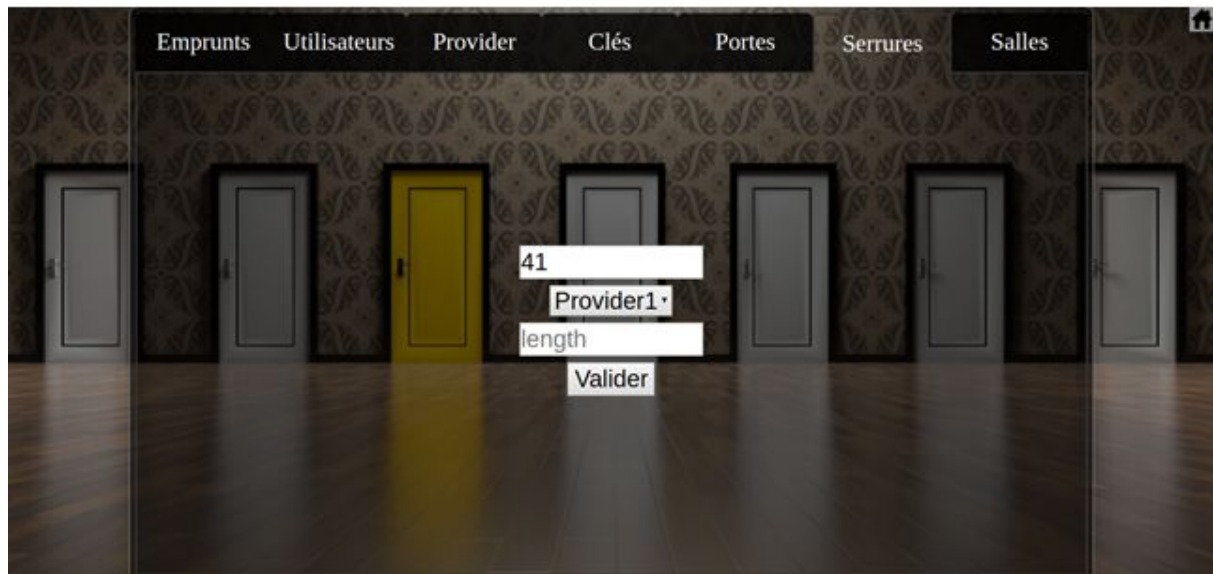 Emprunts Utilisateurs Provider Clés Portes Serrures Salles
41
Provider1
length
Valider